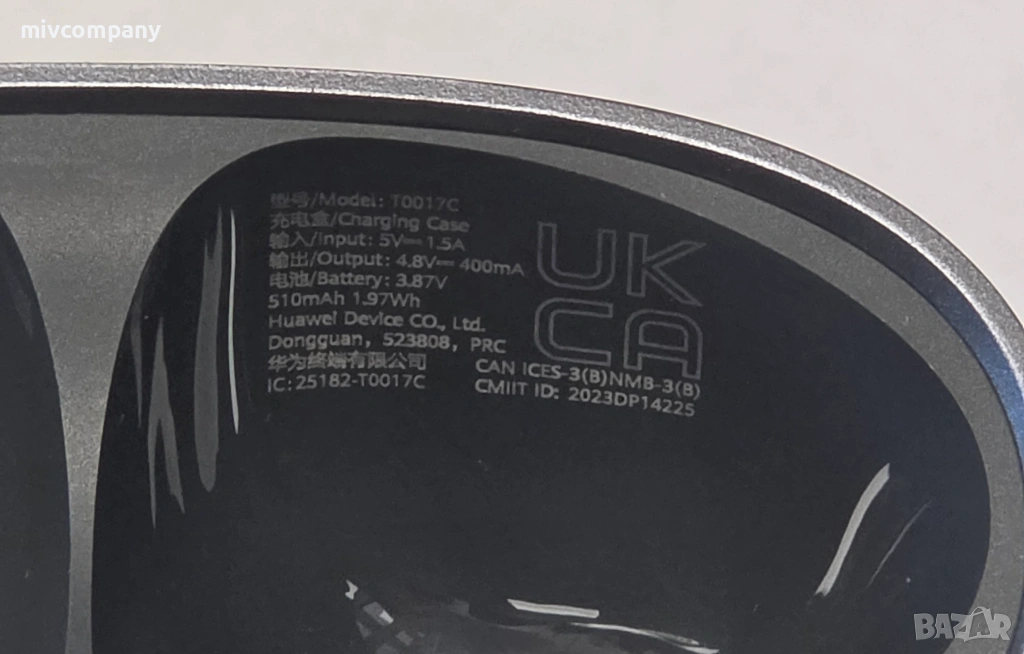 mivcompany
型号/Model: T0017C
充电盒/Charging Case
输入/Input: 5V⎓ 1.5A
输出/Output: 4.8V⎓ 400mA
电池/Battery: 3.87V
510mAh 1.97Wh
Huawei Device CO., Ltd.
Dongguan, 523808, PRC
华为终端有限公司
IC: 25182-T0017C
UK
CA
CAN ICES-3(B)NMB-3(B)
CMIIT ID: 2023DP14225
BAZAR